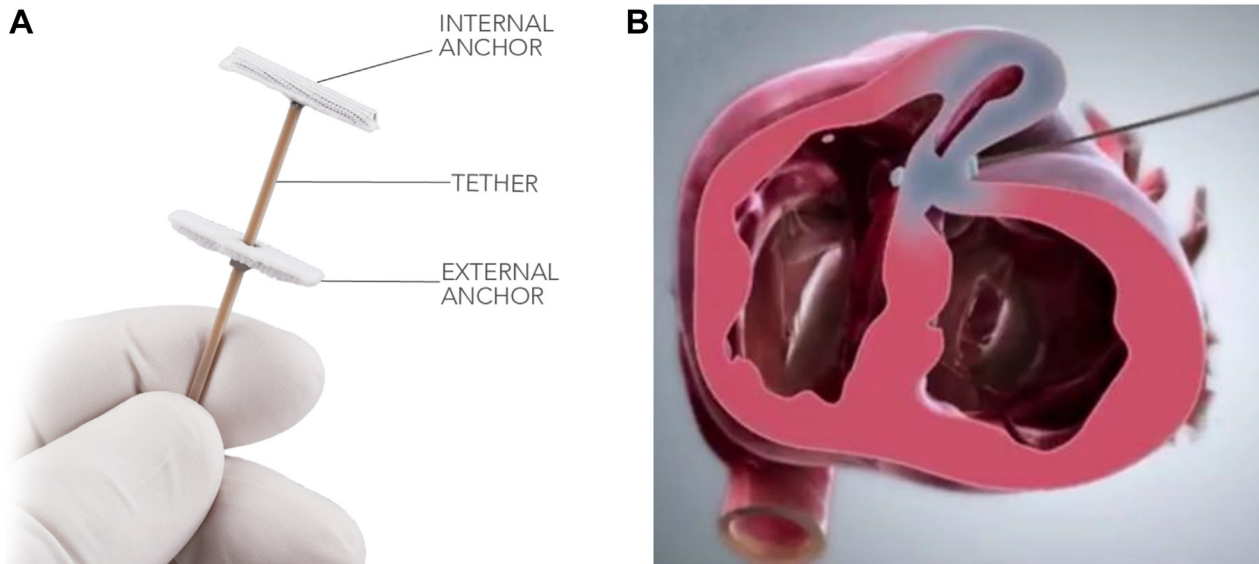 A
INTERNAL
ANCHOR
TETHER
EXTERNAL
ANCHOR
B